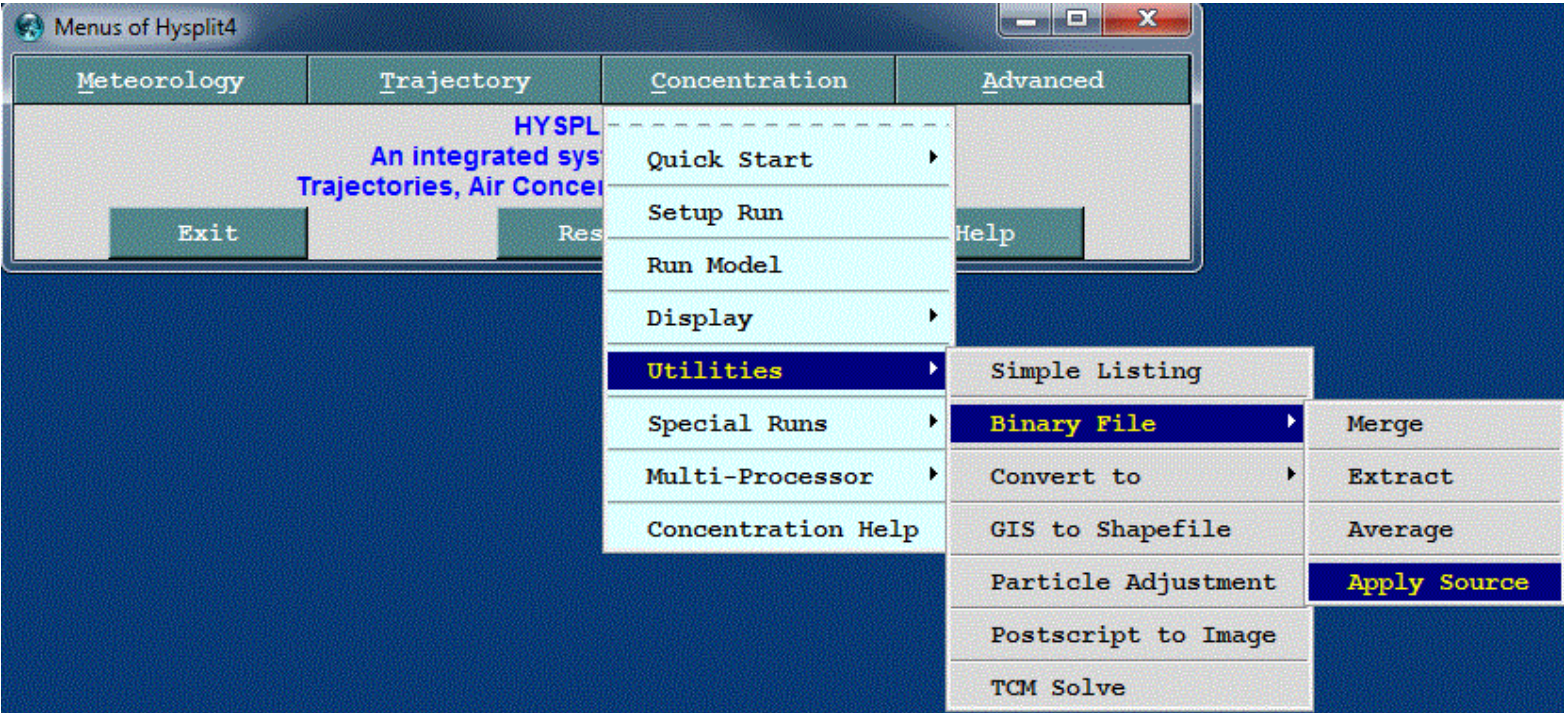 Menus of Hysplit4
Meteorology Trajectory Concentration Advanced
HYSPL
An integrated sys
Trajectories, Air Concer
Exit Res Help
Quick Start
Setup Run
Run Model
Display
Utilities
Special Runs
Multi-Processor
Concentration Help
Simple Listing
Binary File
Convert to
GIS to Shapefile
Particle Adjustment
Postscript to Image
TCM Solve
Merge
Extract
Average
Apply Source